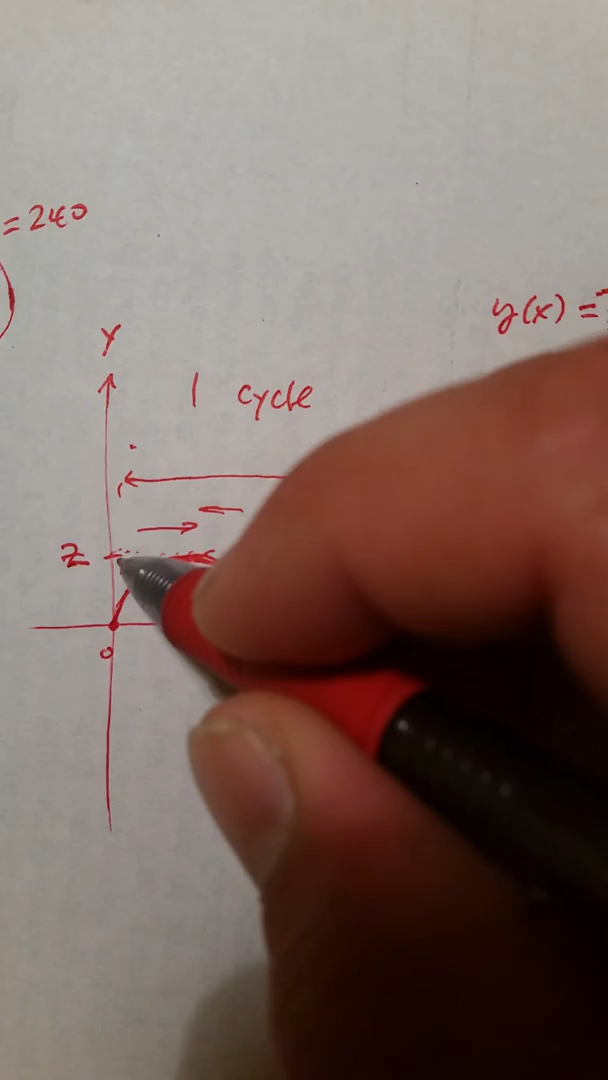 = 240
y(x) =
Y
1 cycle
2
0